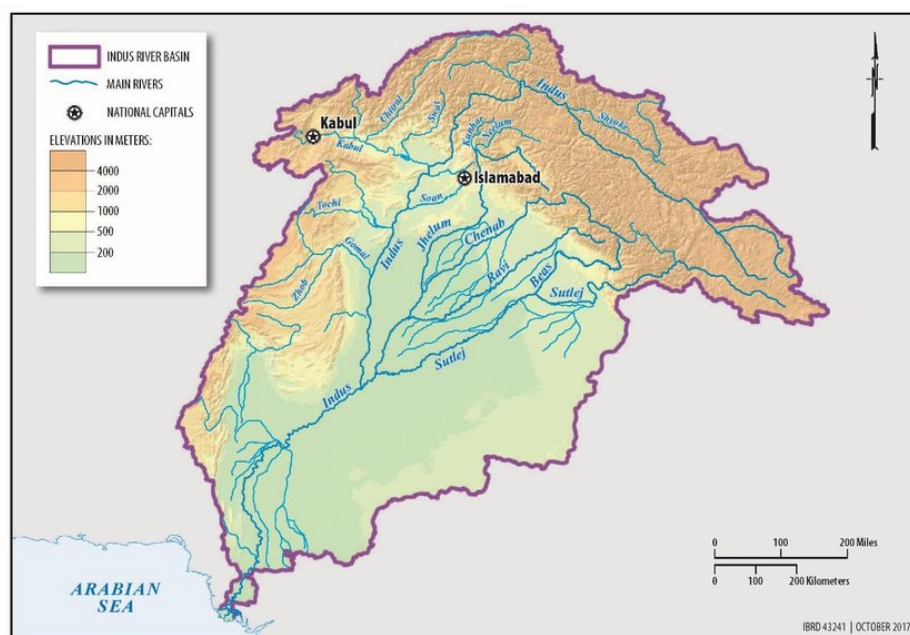 INDUS RIVER BASIN
MAIN RIVERS
NATIONAL CAPITALS
ELEVATIONS IN METERS:
4000
2000
1000
500
200
Kabul
Kabul
Chitral
Swat
Kunhar
Neelum
Indus
Shyoke
Islamabad
Soan
Tochi
Gomal
Zhob
Indus
Jhelum
Chenab
Ravi
Beas
Sutlej
Sutlej
Indus
ARABIAN
SEA
0 100 200 Miles
0 100 200 Kilometers
IBRD 43241 | OCTOBER 2017